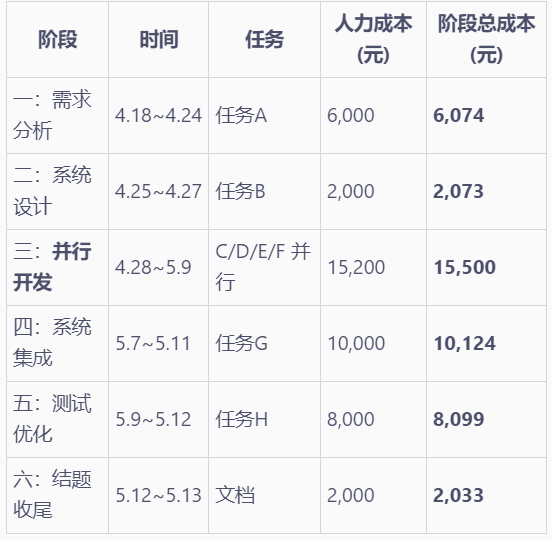 阶段 时间 任务 人力成本 阶段总成本
(元) (元)
一：需求
分析 4.18~4.24 任务A 6,000 6,074
二：系统
设计 4.25~4.27 任务B 2,000 2,073
三：并行
开发 4.28~5.9 C/D/E/F 并
行 15,200 15,500
四：系统
集成 5.7~5.11 任务G 10,000 10,124
五：测试
优化 5.9~5.12 任务H 8,000 8,099
六：结题
收尾 5.12~5.13 文档 2,000 2,033